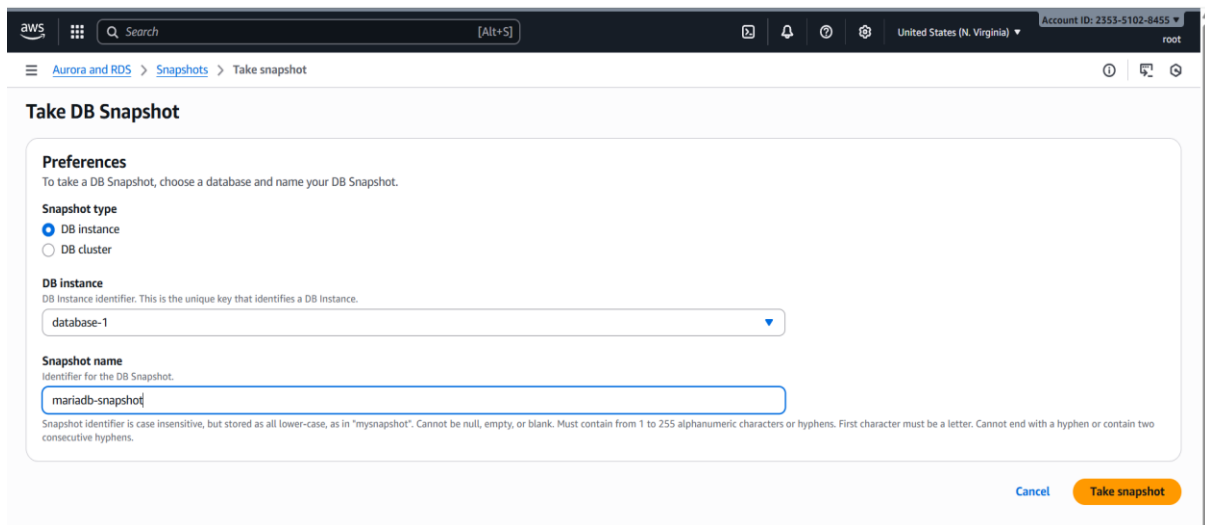 aws
Search [Alt+S]
United States (N. Virginia)
Account ID: 2353-5102-8455
root
Aurora and RDS > Snapshots > Take snapshot
Take DB Snapshot
Preferences
To take a DB Snapshot, choose a database and name your DB Snapshot.
Snapshot type
DB instance
DB cluster
DB instance
DB Instance identifier. This is the unique key that identifies a DB Instance.
database-1
Snapshot name
Identifier for the DB Snapshot.
mariadb-snapshot
Snapshot identifier is case insensitive, but stored as all lower-case, as in "mysnapshot". Cannot be null, empty, or blank. Must contain from 1 to 255 alphanumeric characters or hyphens. First character must be a letter. Cannot end with a hyphen or contain two
consecutive hyphens.
Cancel
Take snapshot